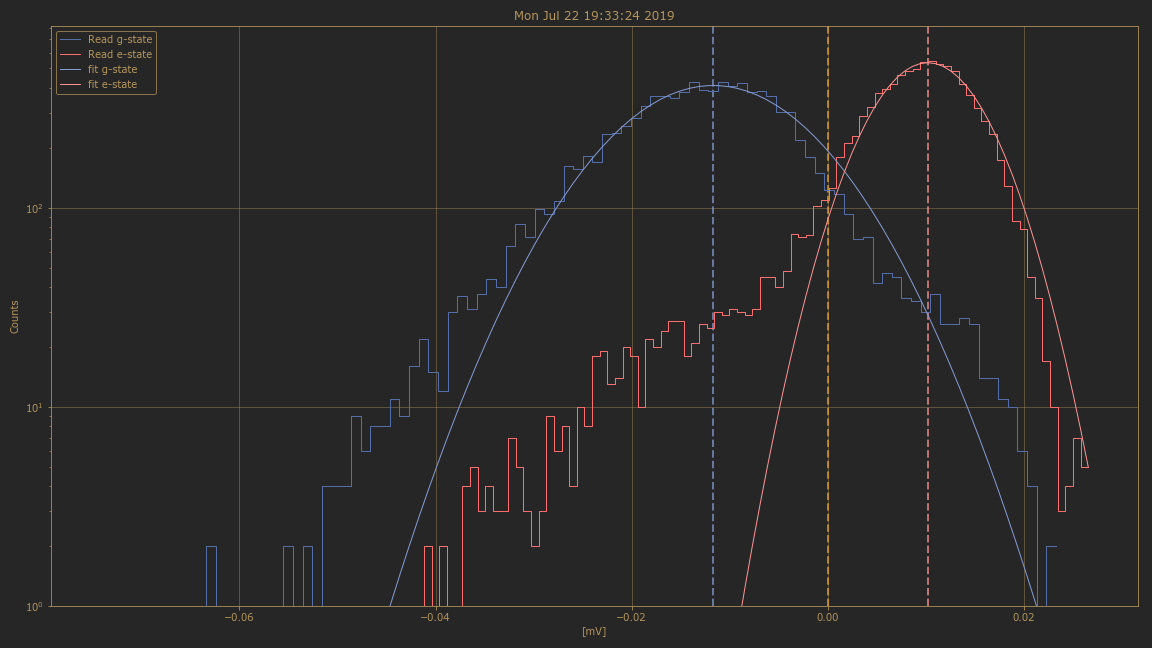 Mon Jul 22 19:33:24 2019
Read g-state
Read e-state
fit g-state
fit e-state
Counts
10²
10¹
10⁰
−0.06
−0.04
−0.02
0.00
0.02
[mV]